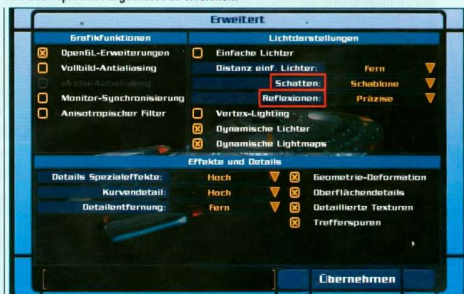 Erweitert
Grafikfunktionen
OpenGL-Erweiterungen
Vollbild-Antialiasing
Monitor-Synchronisierung
Anisotropischer Filter
Lichtdarstellungen
Einfache Lichter
Distanz einf. Lichter: Fern
Schatten: Schablone
Reflexionen: Präzise
Vertex-Lighting
Dynamische Lichter
Dynamische Lightmaps
Effekte und Details
Details Spezialeffekte: Hoch
Kurvendetail: Hoch
Detailentfernung: Fern
Geometrie-Deformation
Oberflächendetails
Detaillierte Texturen
Trefferspuren
Übernehmen